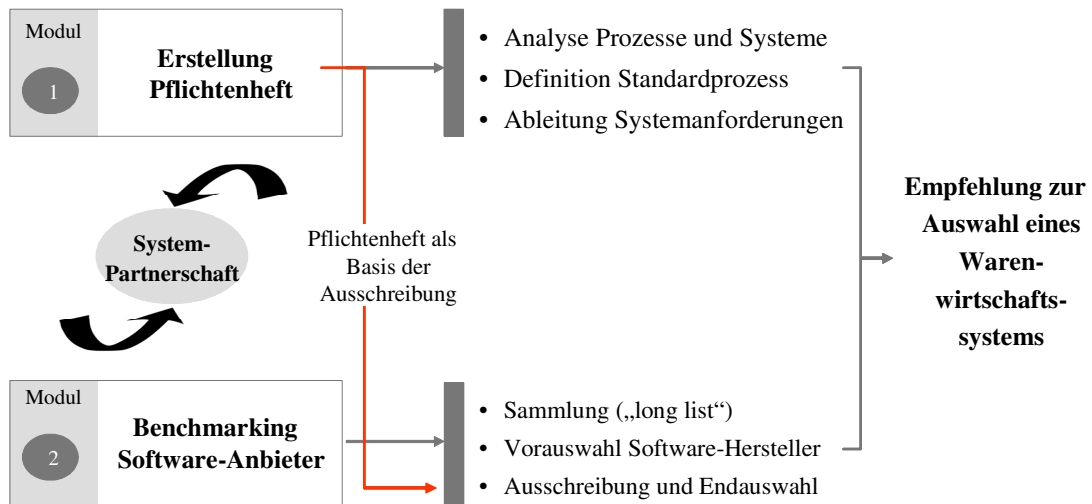 Modul
1
Erstellung
Pflichtenheft
• Analyse Prozesse und Systeme
• Definition Standardprozess
• Ableitung Systemanforderungen
System-
Partnerschaft
Pflichtenheft als
Basis der
Ausschreibung
Empfehlung zur
Auswahl eines
Waren-
wirtschafts-
systems
Modul
2
Benchmarking
Software-Anbieter
• Sammlung („long list“)
• Vorauswahl Software-Hersteller
• Ausschreibung und Endauswahl